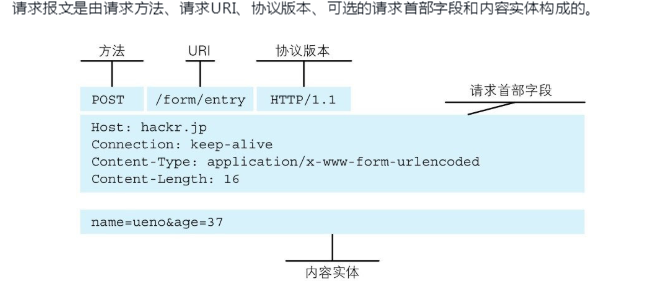 请求报文是由请求方法、请求URI、协议版本、可选的请求首部字段和内容实体构成的。
方法 URI 协议版本
POST /form/entry HTTP/1.1
请求首部字段
Host: hackr.jp
Connection: keep-alive
Content-Type: application/x-www-form-urlencoded
Content-Length: 16
name=ueno&age=37
内容实体